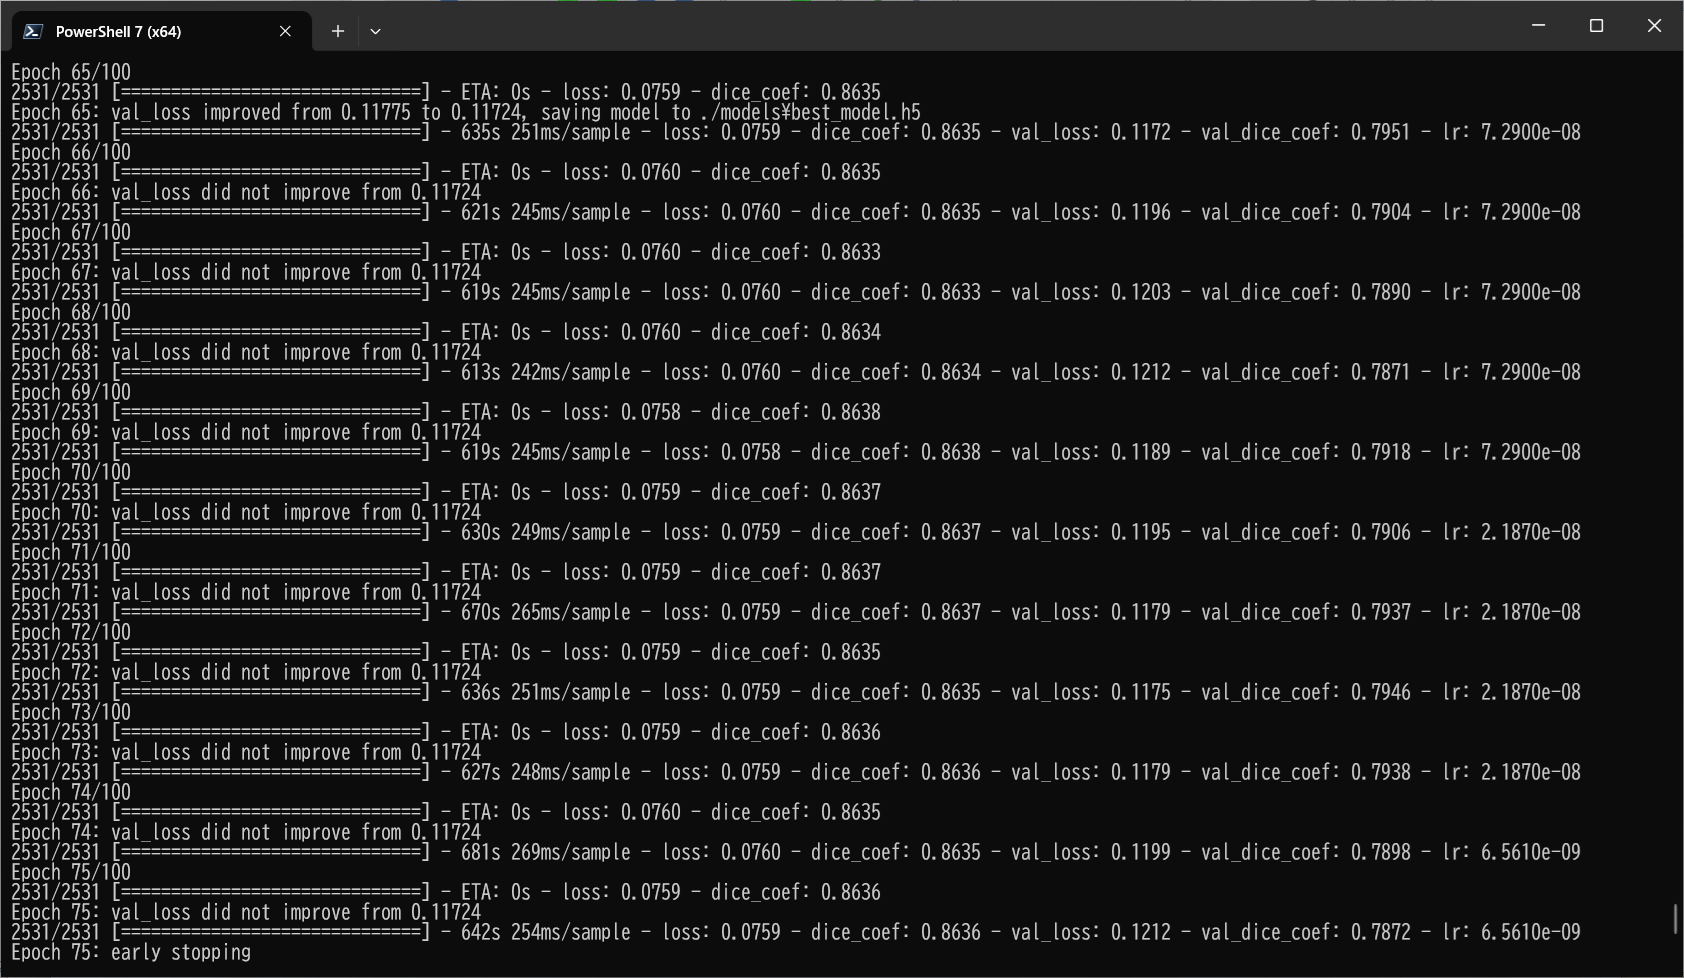 PowerShell 7 (x64)
Epoch 65/100
2531/2531 [==============================] - ETA: 0s - loss: 0.0759 - dice_coef: 0.8635
Epoch 65: val_loss improved from 0.11775 to 0.11724, saving model to ./models¥best_model.h5
2531/2531 [==============================] - 635s 251ms/sample - loss: 0.0759 - dice_coef: 0.8635 - val_loss: 0.1172 - val_dice_coef: 0.7951 - lr: 7.2900e-08
Epoch 66/100
2531/2531 [==============================] - ETA: 0s - loss: 0.0760 - dice_coef: 0.8635
Epoch 66: val_loss did not improve from 0.11724
2531/2531 [==============================] - 621s 245ms/sample - loss: 0.0760 - dice_coef: 0.8635 - val_loss: 0.1196 - val_dice_coef: 0.7904 - lr: 7.2900e-08
Epoch 67/100
2531/2531 [==============================] - ETA: 0s - loss: 0.0760 - dice_coef: 0.8633
Epoch 67: val_loss did not improve from 0.11724
2531/2531 [==============================] - 619s 245ms/sample - loss: 0.0760 - dice_coef: 0.8633 - val_loss: 0.1203 - val_dice_coef: 0.7890 - lr: 7.2900e-08
Epoch 68/100
2531/2531 [==============================] - ETA: 0s - loss: 0.0760 - dice_coef: 0.8634
Epoch 68: val_loss did not improve from 0.11724
2531/2531 [==============================] - 613s 242ms/sample - loss: 0.0760 - dice_coef: 0.8634 - val_loss: 0.1212 - val_dice_coef: 0.7871 - lr: 7.2900e-08
Epoch 69/100
2531/2531 [==============================] - ETA: 0s - loss: 0.0758 - dice_coef: 0.8638
Epoch 69: val_loss did not improve from 0.11724
2531/2531 [==============================] - 619s 245ms/sample - loss: 0.0758 - dice_coef: 0.8638 - val_loss: 0.1189 - val_dice_coef: 0.7918 - lr: 7.2900e-08
Epoch 70/100
2531/2531 [==============================] - ETA: 0s - loss: 0.0759 - dice_coef: 0.8637
Epoch 70: val_loss did not improve from 0.11724
2531/2531 [==============================] - 630s 249ms/sample - loss: 0.0759 - dice_coef: 0.8637 - val_loss: 0.1195 - val_dice_coef: 0.7906 - lr: 2.1870e-08
Epoch 71/100
2531/2531 [==============================] - ETA: 0s - loss: 0.0759 - dice_coef: 0.8637
Epoch 71: val_loss did not improve from 0.11724
2531/2531 [==============================] - 670s 265ms/sample - loss: 0.0759 - dice_coef: 0.8637 - val_loss: 0.1179 - val_dice_coef: 0.7937 - lr: 2.1870e-08
Epoch 72/100
2531/2531 [==============================] - ETA: 0s - loss: 0.0759 - dice_coef: 0.8635
Epoch 72: val_loss did not improve from 0.11724
2531/2531 [==============================] - 636s 251ms/sample - loss: 0.0759 - dice_coef: 0.8635 - val_loss: 0.1175 - val_dice_coef: 0.7946 - lr: 2.1870e-08
Epoch 73/100
2531/2531 [==============================] - ETA: 0s - loss: 0.0759 - dice_coef: 0.8636
Epoch 73: val_loss did not improve from 0.11724
2531/2531 [==============================] - 627s 248ms/sample - loss: 0.0759 - dice_coef: 0.8636 - val_loss: 0.1179 - val_dice_coef: 0.7938 - lr: 2.1870e-08
Epoch 74/100
2531/2531 [==============================] - ETA: 0s - loss: 0.0760 - dice_coef: 0.8635
Epoch 74: val_loss did not improve from 0.11724
2531/2531 [==============================] - 681s 269ms/sample - loss: 0.0760 - dice_coef: 0.8635 - val_loss: 0.1199 - val_dice_coef: 0.7898 - lr: 6.5610e-09
Epoch 75/100
2531/2531 [==============================] - ETA: 0s - loss: 0.0759 - dice_coef: 0.8636
Epoch 75: val_loss did not improve from 0.11724
2531/2531 [==============================] - 642s 254ms/sample - loss: 0.0759 - dice_coef: 0.8636 - val_loss: 0.1212 - val_dice_coef: 0.7872 - lr: 6.5610e-09
Epoch 75: early stopping